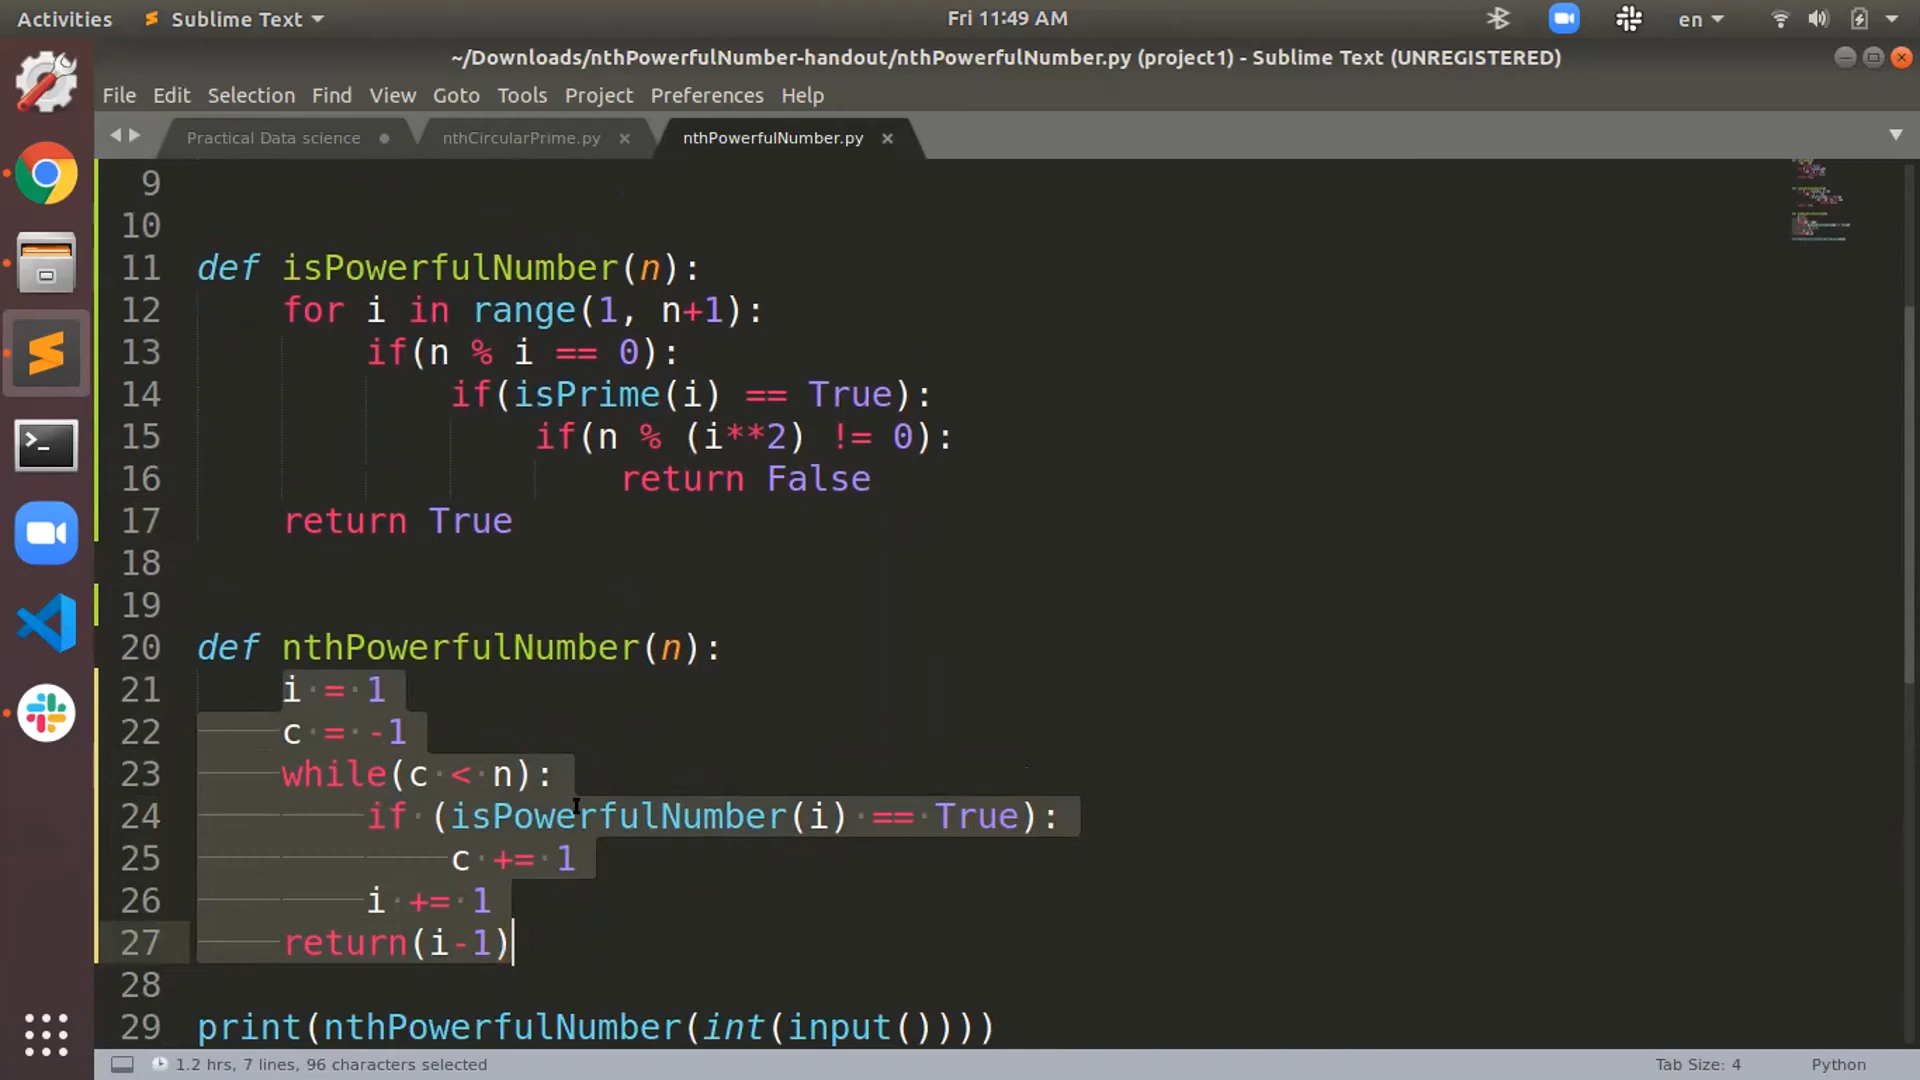 Activities Sublime Text Fri 11:49 AM en
~/Downloads/nthPowerfulNumber-handout/nthPowerfulNumber.py (project1) - Sublime Text (UNREGISTERED)
File Edit Selection Find View Goto Tools Project Preferences Help
Practical Data science nthCircularPrime.py nthPowerfulNumber.py
9
10
11 def isPowerfulNumber(n):
12 for i in range(1, n+1):
13 if(n % i == 0):
14 if(isPrime(i) == True):
15 if(n % (i**2) != 0):
16 return False
17 return True
18
19
20 def nthPowerfulNumber(n):
21 i = 1
22 c = -1
23 while(c < n):
24 if (isPowerfulNumber(i) == True):
25 c += 1
26 i += 1
27 return(i-1)
28
29 print(nthPowerfulNumber(int(input())))
1.2 hrs, 7 lines, 96 characters selected Tab Size: 4 Python